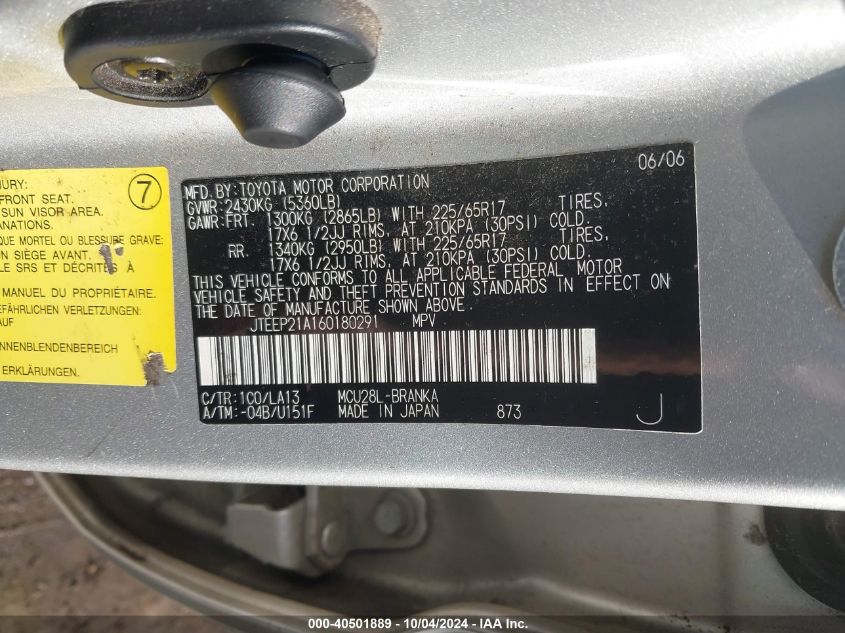 JURY:
FRONT SEAT.
SUN VISOR AREA.
ANATIONS.
QUE MORTEL OU BLESSURE GRAVE:
ON SIÈGE AVANT.
LE SRS ET DÉCRITES À
MANUEL DU PROPRIÉTAIRE.
EFÄHRLICHEN VERLETZUNGEN:
AUF
NNENBLENDENBEREICH
ERKLÄRUNGEN.
7
06/06
MFD. BY: TOYOTA MOTOR CORPORATION
GVWR: 2430KG (5360LB)
GAWR: FRT. 1300KG (2865LB) WITH 225/65R17 TIRES,
17X6 1/2JJ RIMS, AT 210KPA (30PSI) COLD.
RR. 1340KG (2950LB) WITH 225/65R17 TIRES,
17X6 1/2JJ RIMS, AT 210KPA (30PSI) COLD.
THIS VEHICLE CONFORMS TO ALL APPLICABLE FEDERAL MOTOR
VEHICLE SAFETY AND THEFT PREVENTION STANDARDS IN EFFECT ON
THE DATE OF MANUFACTURE SHOWN ABOVE.
JTEEP21A160180291 MPV
C/TR: 1C0/LA13 MCU28L-BRANKA
A/TM: -04B/U151F MADE IN JAPAN 873 J
000-40501889 - 10/04/2024 - IAA Inc.